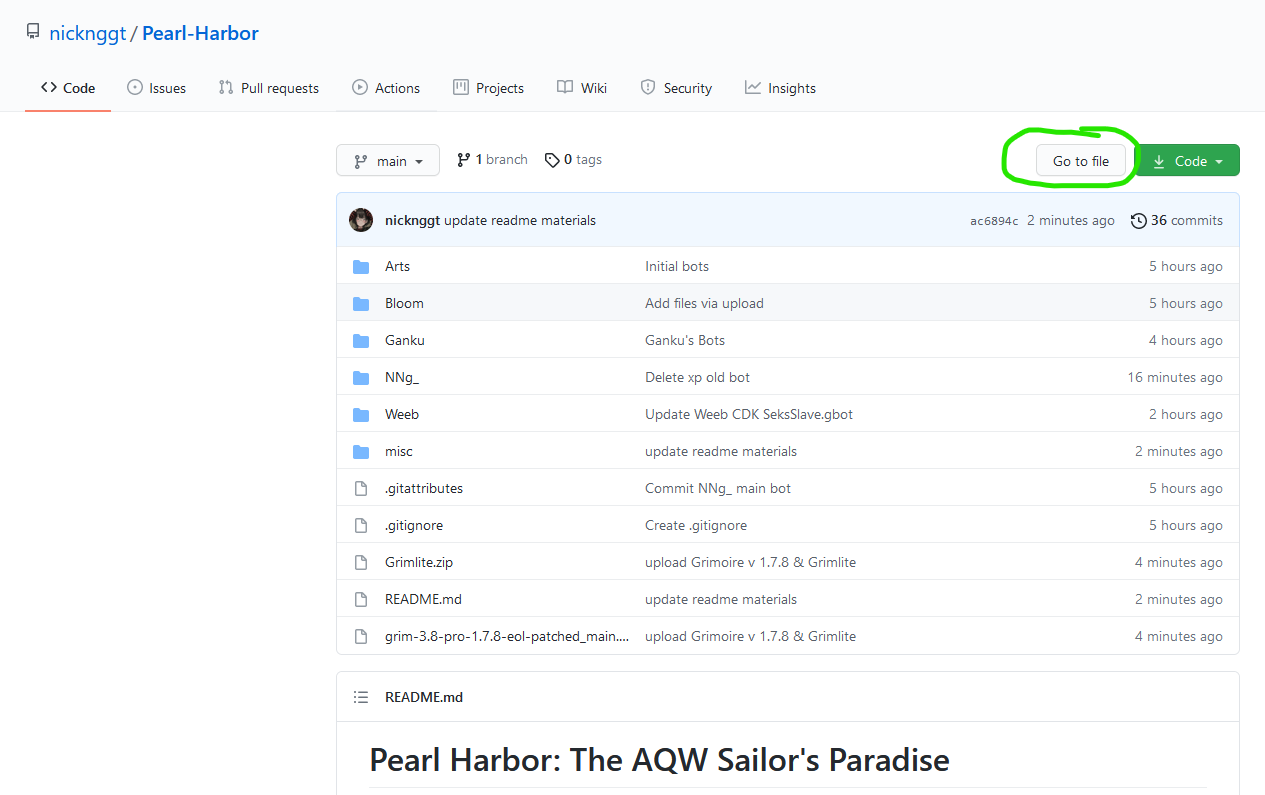 nicknggt / Pearl-Harbor
Code Issues Pull requests Actions Projects Wiki Security Insights
main 1 branch 0 tags Go to file Code
nicknggt update readme materials ac6894c 2 minutes ago 36 commits
Arts Initial bots 5 hours ago
Bloom Add files via upload 5 hours ago
Ganku Ganku's Bots 4 hours ago
NNg_ Delete xp old bot 16 minutes ago
Weeb Update Weeb CDK SeksSlave.gbot 2 hours ago
misc update readme materials 2 minutes ago
.gitattributes Commit NNg_ main bot 5 hours ago
.gitignore Create .gitignore 5 hours ago
Grimlite.zip upload Grimoire v 1.7.8 & Grimlite 4 minutes ago
README.md update readme materials 2 minutes ago
grim-3.8-pro-1.7.8-eol-patched_main.... upload Grimoire v 1.7.8 & Grimlite 4 minutes ago
README.md
Pearl Harbor: The AQW Sailor's Paradise